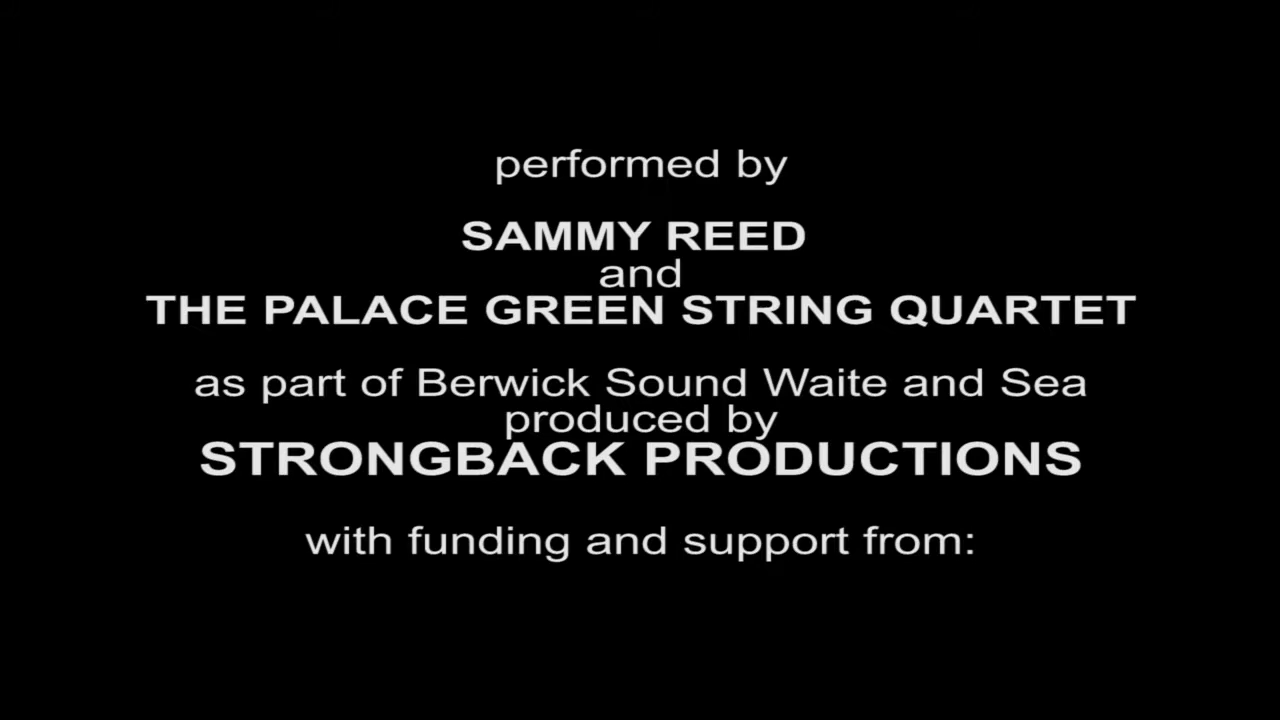 performed by
SAMMY REED
and
THE PALACE GREEN STRING QUARTET
as part of Berwick Sound Waite and Sea
produced by
STRONGBACK PRODUCTIONS
with funding and support from: